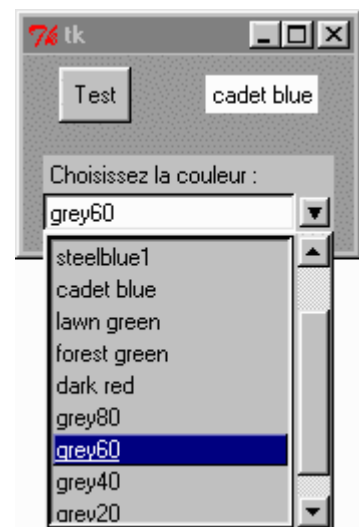 tk
Test
cadet blue
Choisissez la couleur :
grey60
steelblue1
cadet blue
lawn green
forest green
dark red
grey80
grey60
grey40
grey20